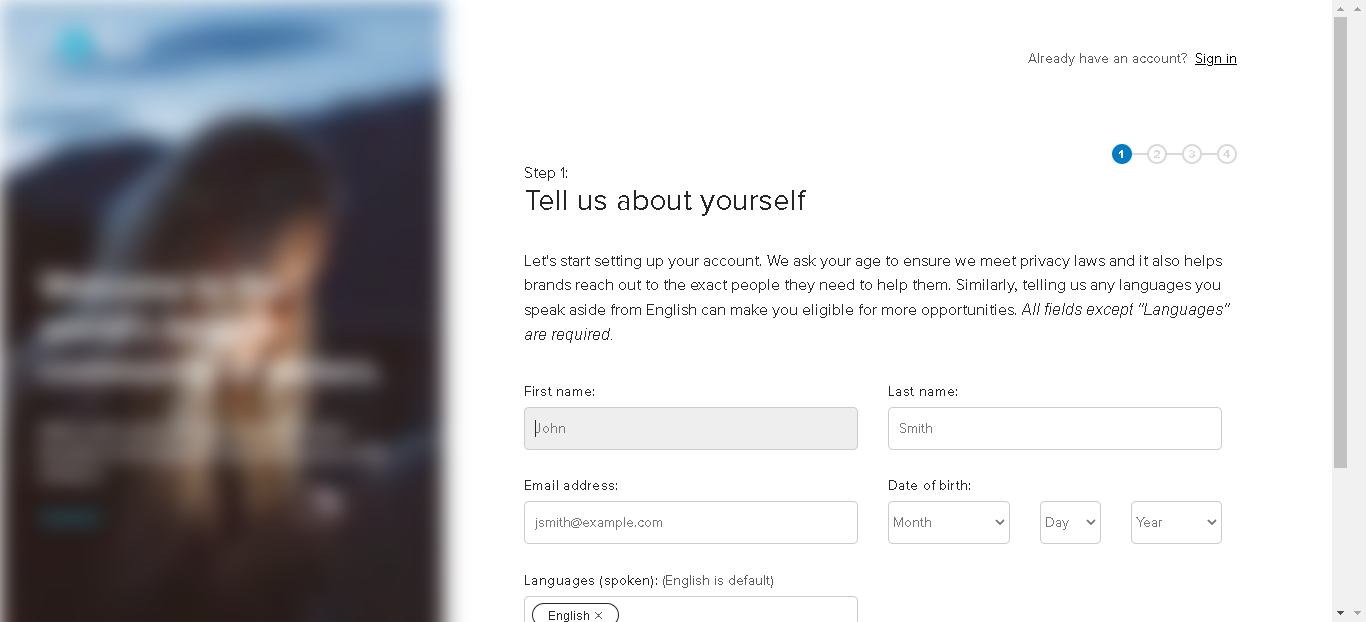 Already have an account? Sign in
1 2 3 4
Step 1:
Tell us about yourself
Let's start setting up your account. We ask your age to ensure we meet privacy laws and it also helps
brands reach out to the exact people they need to help them. Similarly, telling us any languages you
speak aside from English can make you eligible for more opportunities. All fields except "Languages"
are required.
First name: Last name:
John Smith
Email address: Date of birth:
jsmith@example.com Month Day Year
Languages (spoken): (English is default)
English ×